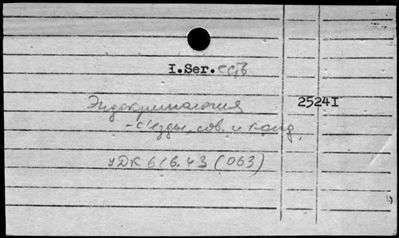 I.Ser.
Эндокринология 25241
- съезды, сов. и конф.
УДК 616.43 (063)